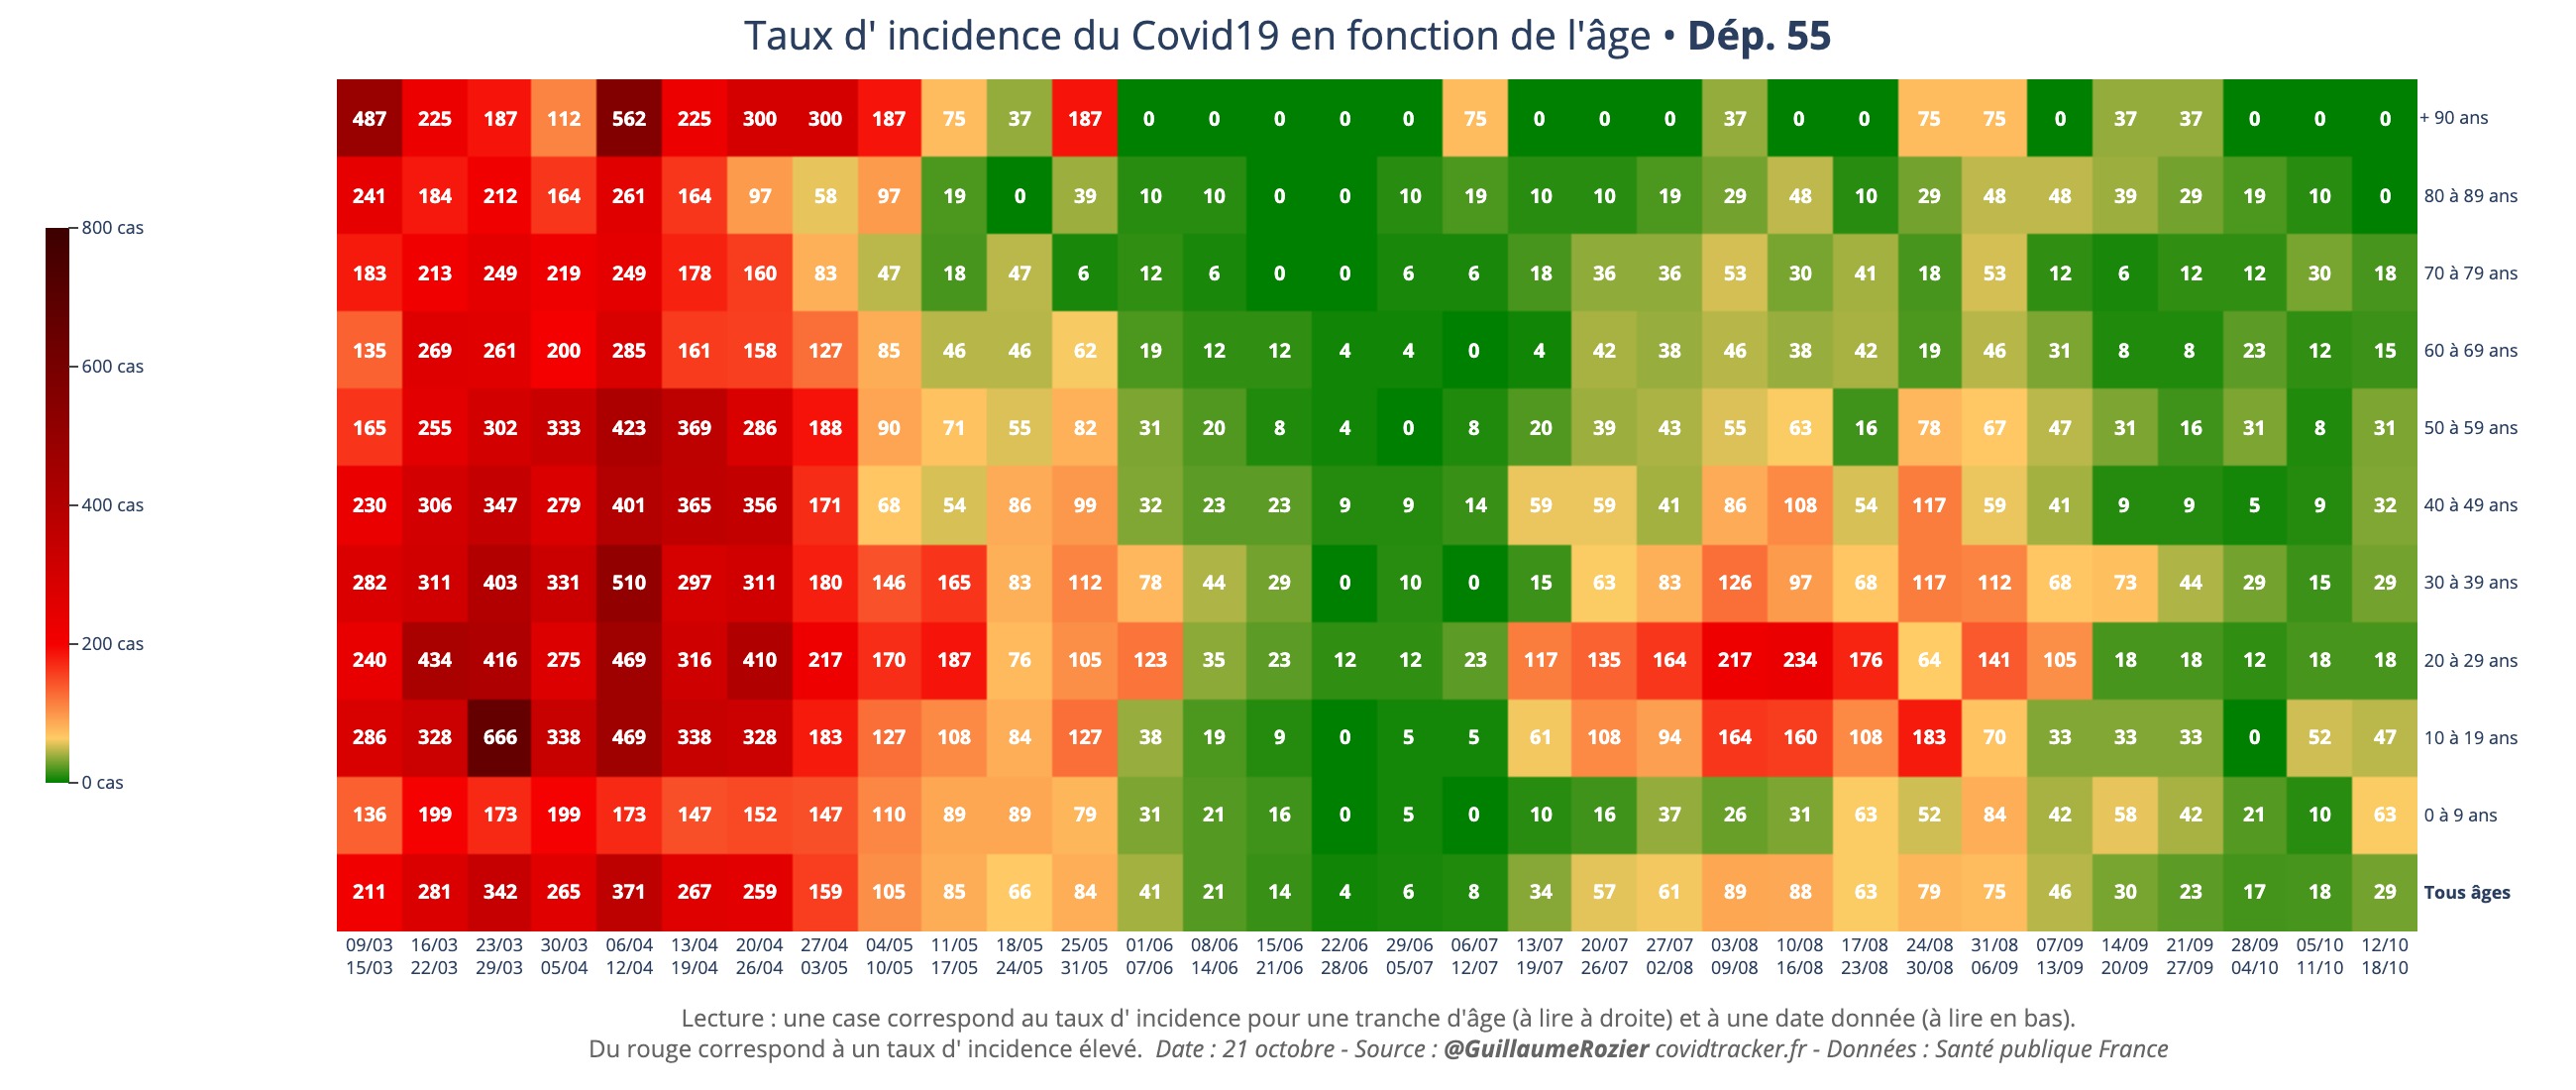 Taux d' incidence du Covid19 en fonction de l'âge • Dép. 55
800 cas
600 cas
400 cas
200 cas
0 cas
487 225 187 112 562 225 300 300 187 75 37 187 0 0 0 0 0 75 0 0 0 37 0 0 75 75 0 37 37 0 0 0 + 90 ans
241 184 212 164 261 164 97 58 97 19 0 39 10 10 0 0 10 19 10 10 19 29 48 10 29 48 48 39 29 19 10 0 80 à 89 ans
183 213 249 219 249 178 160 83 47 18 47 6 12 6 0 0 6 6 18 36 36 53 30 41 18 53 12 6 12 12 30 18 70 à 79 ans
135 269 261 200 285 161 158 127 85 46 46 62 19 12 12 4 4 0 4 42 38 46 38 42 19 46 31 8 8 23 12 15 60 à 69 ans
165 255 302 333 423 369 286 188 90 71 55 82 31 20 8 4 0 8 20 39 43 55 63 16 78 67 47 31 16 31 8 31 50 à 59 ans
230 306 347 279 401 365 356 171 68 54 86 99 32 23 23 9 9 14 59 59 41 86 108 54 117 59 41 9 9 5 9 32 40 à 49 ans
282 311 403 331 510 297 311 180 146 165 83 112 78 44 29 0 10 0 15 63 83 126 97 68 117 112 68 73 44 29 15 29 30 à 39 ans
240 434 416 275 469 316 410 217 170 187 76 105 123 35 23 12 12 23 117 135 164 217 234 176 64 141 105 18 18 12 18 18 20 à 29 ans
286 328 666 338 469 338 328 183 127 108 84 127 38 19 9 0 5 5 61 108 94 164 160 108 183 70 33 33 33 0 52 47 10 à 19 ans
136 199 173 199 173 147 152 147 110 89 89 79 31 21 16 0 5 0 10 16 37 26 31 63 52 84 42 58 42 21 10 63 0 à 9 ans
211 281 342 265 371 267 259 159 105 85 66 84 41 21 14 4 6 8 34 57 61 89 88 63 79 75 46 30 23 17 18 29 Tous âges
09/03 16/03 23/03 30/03 06/04 13/04 20/04 27/04 04/05 11/05 18/05 25/05 01/06 08/06 15/06 22/06 29/06 06/07 13/07 20/07 27/07 03/08 10/08 17/08 24/08 31/08 07/09 14/09 21/09 28/09 05/10 12/10
15/03 22/03 29/03 05/04 12/04 19/04 26/04 03/05 10/05 17/05 24/05 31/05 07/06 14/06 21/06 28/06 05/07 12/07 19/07 26/07 02/08 09/08 16/08 23/08 30/08 06/09 13/09 20/09 27/09 04/10 11/10 18/10
Lecture : une case correspond au taux d' incidence pour une tranche d'âge (à lire à droite) et à une date donnée (à lire en bas).
Du rouge correspond à un taux d' incidence élevé. Date : 21 octobre - Source : @GuillaumeRozier covidtracker.fr - Données : Santé publique France